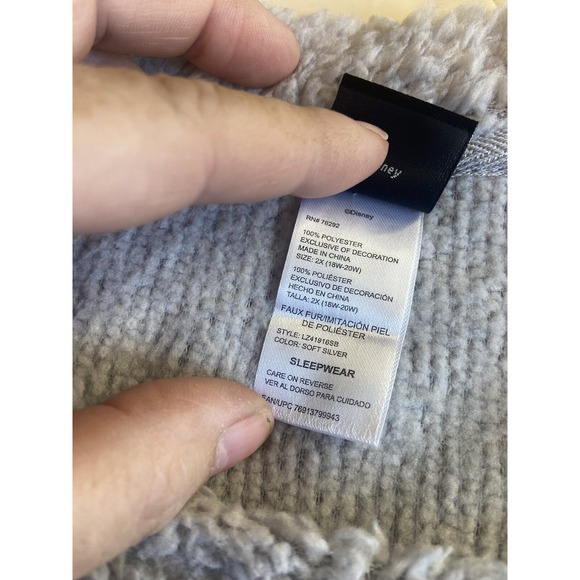 ney
©Disney
RN# 76292
100% POLYESTER
EXCLUSIVE OF DECORATION
MADE IN CHINA
SIZE: 2X (18W-20W)
100% POLIÉSTER
EXCLUSIVO DE DECORACIÓN
HECHO EN CHINA
TALLA: 2X (18W-20W)
FAUX FUR/IMITACIÓN PIEL
DE POLIÉSTER
STYLE: LZ41916SB
COLOR: SOFT SILVER
SLEEPWEAR
CARE ON REVERSE
VER AL DORSO PARA CUIDADO
EAN/UPC 76913799943